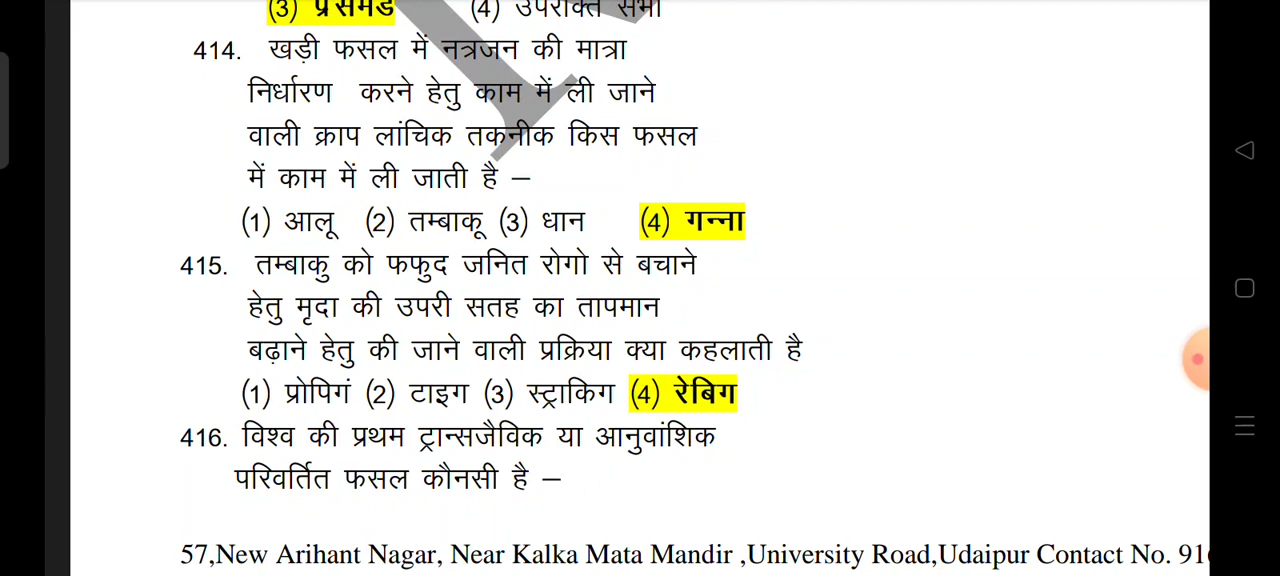 (3) प्रेसमड (4) उपरोक्त सभी
414. खड़ी फसल में नत्रजन की मात्रा
निर्धारण करने हेतु काम में ली जाने
वाली क्राप लांचिक तकनीक किस फसल
में काम में ली जाती है –
(1) आलू (2) तम्बाकू (3) धान (4) गन्ना
415. तम्बाकु को फफुद जनित रोगो से बचाने
हेतु मृदा की उपरी सतह का तापमान
बढ़ाने हेतु की जाने वाली प्रक्रिया क्या कहलाती है
(1) प्रोपिगं (2) टाइग (3) स्ट्राकिग (4) रेबिग
416. विश्व की प्रथम ट्रान्सजैविक या आनुवांशिक
परिवर्तित फसल कौनसी है –
57,New Arihant Nagar, Near Kalka Mata Mandir ,University Road,Udaipur Contact No. 91